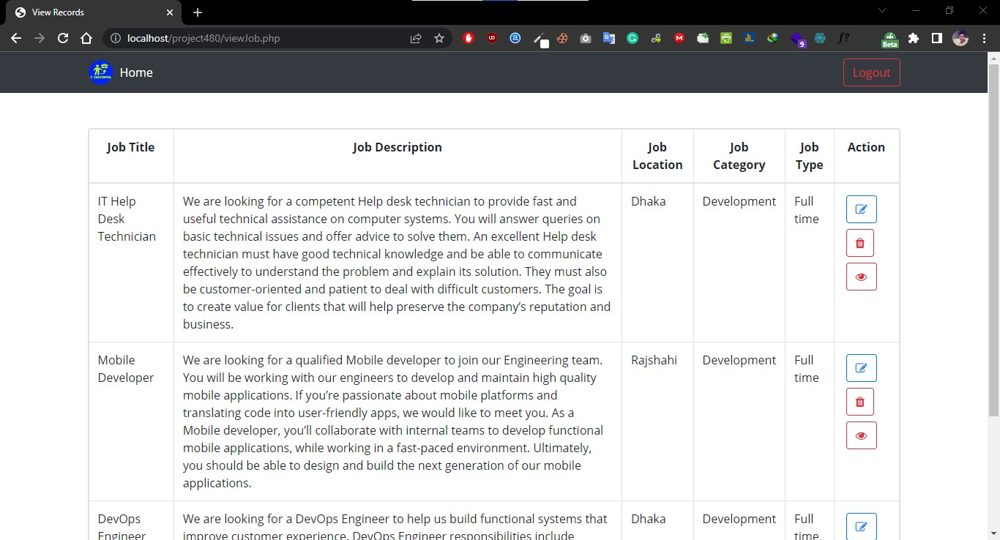 View Records
localhost/project480/viewJob.php
9
Beta
Home
Logout
Job Title
Job Description
Job
Location
Job
Category
Job
Type
Action
IT Help
Desk
Technician
We are looking for a competent Help desk technician to provide fast and
useful technical assistance on computer systems. You will answer queries on
basic technical issues and offer advice to solve them. An excellent Help desk
technician must have good technical knowledge and be able to communicate
effectively to understand the problem and explain its solution. They must also
be customer-oriented and patient to deal with difficult customers. The goal is
to create value for clients that will help preserve the company’s reputation and
business.
Dhaka
Development
Full
time
Mobile
Developer
We are looking for a qualified Mobile developer to join our Engineering team.
You will be working with our engineers to develop and maintain high quality
mobile applications. If you’re passionate about mobile platforms and
translating code into user-friendly apps, we would like to meet you. As a
Mobile developer, you’ll collaborate with internal teams to develop functional
mobile applications, while working in a fast-paced environment. Ultimately,
you should be able to design and build the next generation of our mobile
applications.
Rajshahi
Development
Full
time
DevOps
Engineer
We are looking for a DevOps Engineer to help us build functional systems that
improve customer experience. DevOps Engineer responsibilities include
Dhaka
Development
Full
time